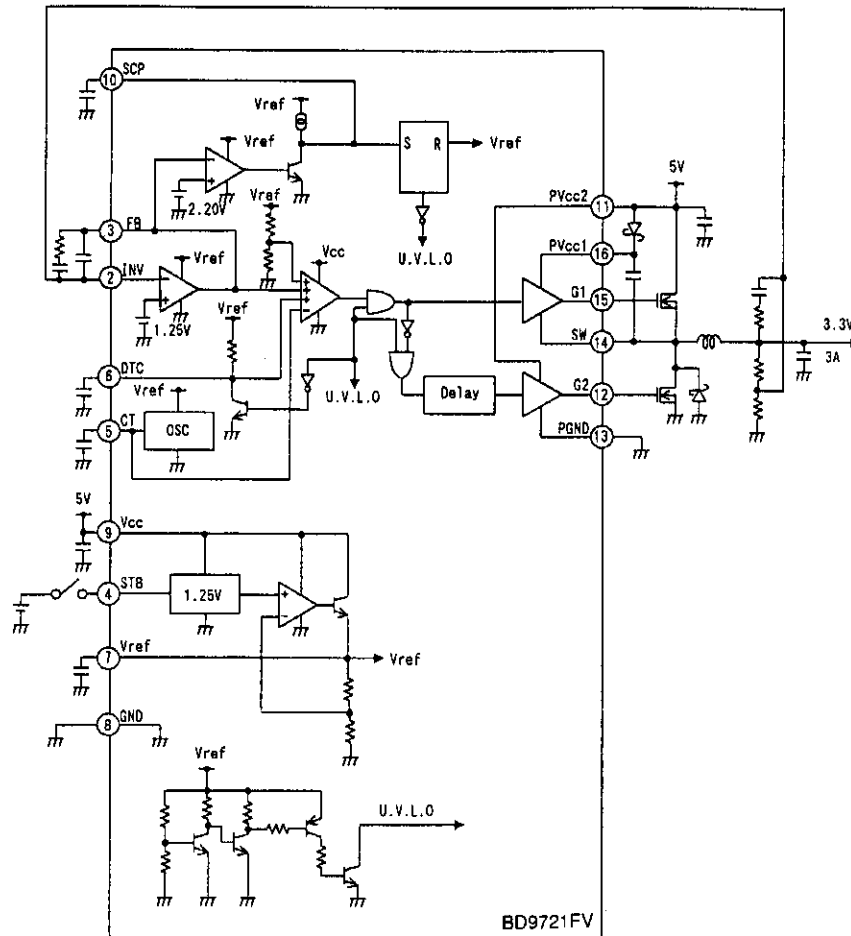 10 SCP
Vref
Vref
S R
Vref
5V
PVcc2 11
2.20V
Vref
3 FB
Vcc
U.V.L.O
PVcc1 16
Vref
2 INV
G1 15
1.25V
Vref
SW 14
3.3V
3A
6 DTC
Vref
U.V.L.O
Delay
G2 12
5 CT
OSC
PGND 13
5V
9 Vcc
4 STB
1.25V
7 Vref
Vref
8 GND
Vref
U.V.L.O
BD9721FV